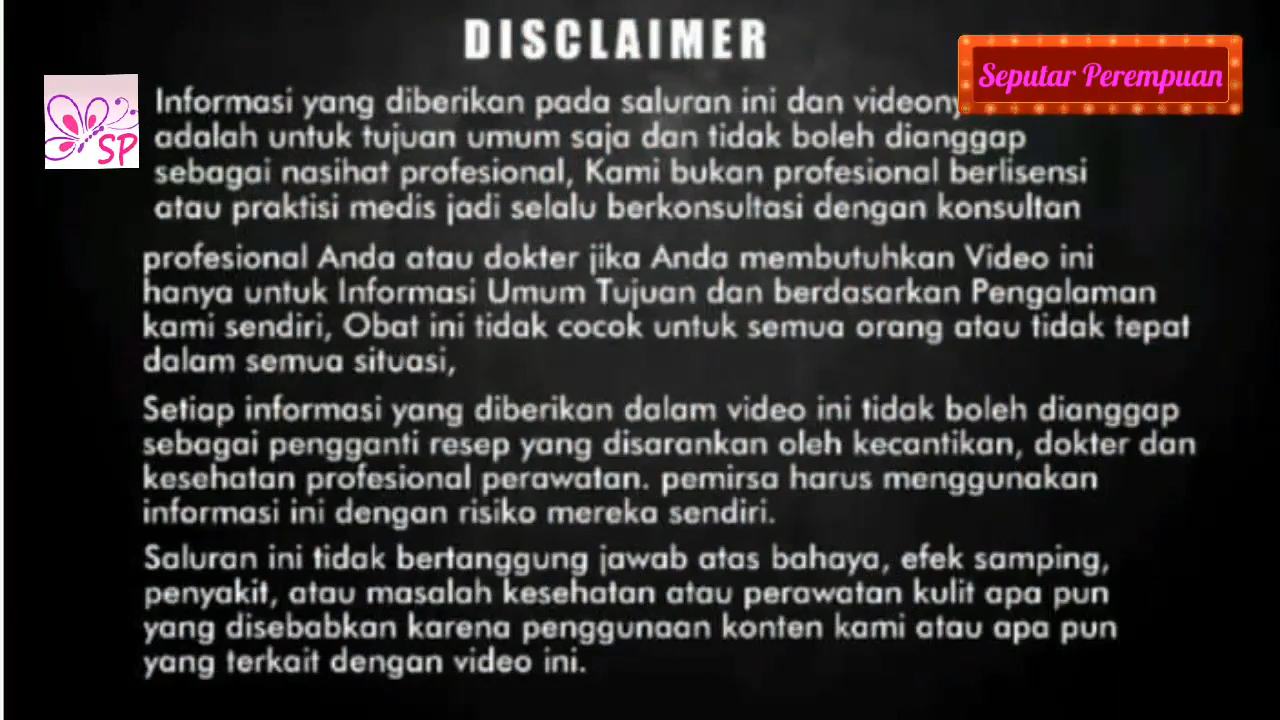 DISCLAIMER
Seputar Perempuan
SP
Informasi yang diberikan pada saluran ini dan
adalah untuk tujuan umum saja dan tidak boleh dianggap
sebagai nasihat profesional, Kami bukan profesional berlisensi
atau praktisi medis jadi selalu berkonsultasi dengan konsultan
profesional Anda atau dokter jika Anda membutuhkan Video ini
hanya untuk Informasi Umum Tujuan dan berdasarkan Pengalaman
kami sendiri, Obat ini tidak cocok untuk semua orang atau tidak tepat
dalam semua situasi,
Setiap informasi yang diberikan dalam video ini tidak boleh dianggap
sebagai pengganti resep yang disarankan oleh kecantikan, dokter dan
kesehatan profesional perawatan. pemirsa harus menggunakan
informasi ini dengan risiko mereka sendiri.
Saluran ini tidak bertanggung jawab atas bahaya, efek samping,
penyakit, atau masalah kesehatan atau perawatan kulit apa pun
yang disebabkan karena penggunaan konten kami atau apa pun
yang terkait dengan video ini.